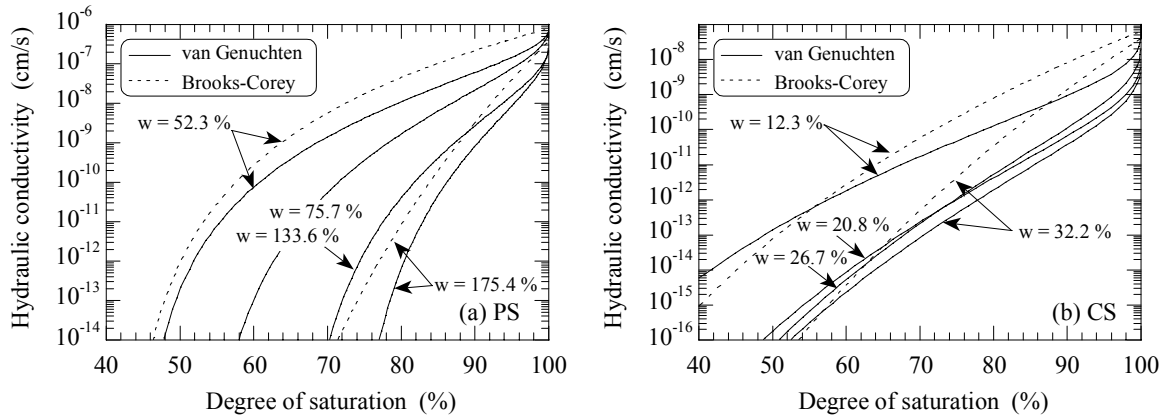 Hydraulic conductivity (cm/s)
10^-6
10^-7
10^-8
10^-9
10^-10
10^-11
10^-12
10^-13
10^-14
van Genuchten
Brooks-Corey
w = 52.3 %
w = 75.7 %
w = 133.6 %
w = 175.4 %
(a) PS
40 50 60 70 80 90 100
Degree of saturation (%)
Hydraulic conductivity (cm/s)
10^-8
10^-9
10^-10
10^-11
10^-12
10^-13
10^-14
10^-15
10^-16
van Genuchten
Brooks-Corey
w = 12.3 %
w = 20.8 %
w = 26.7 %
w = 32.2 %
(b) CS
40 50 60 70 80 90 100
Degree of saturation (%)